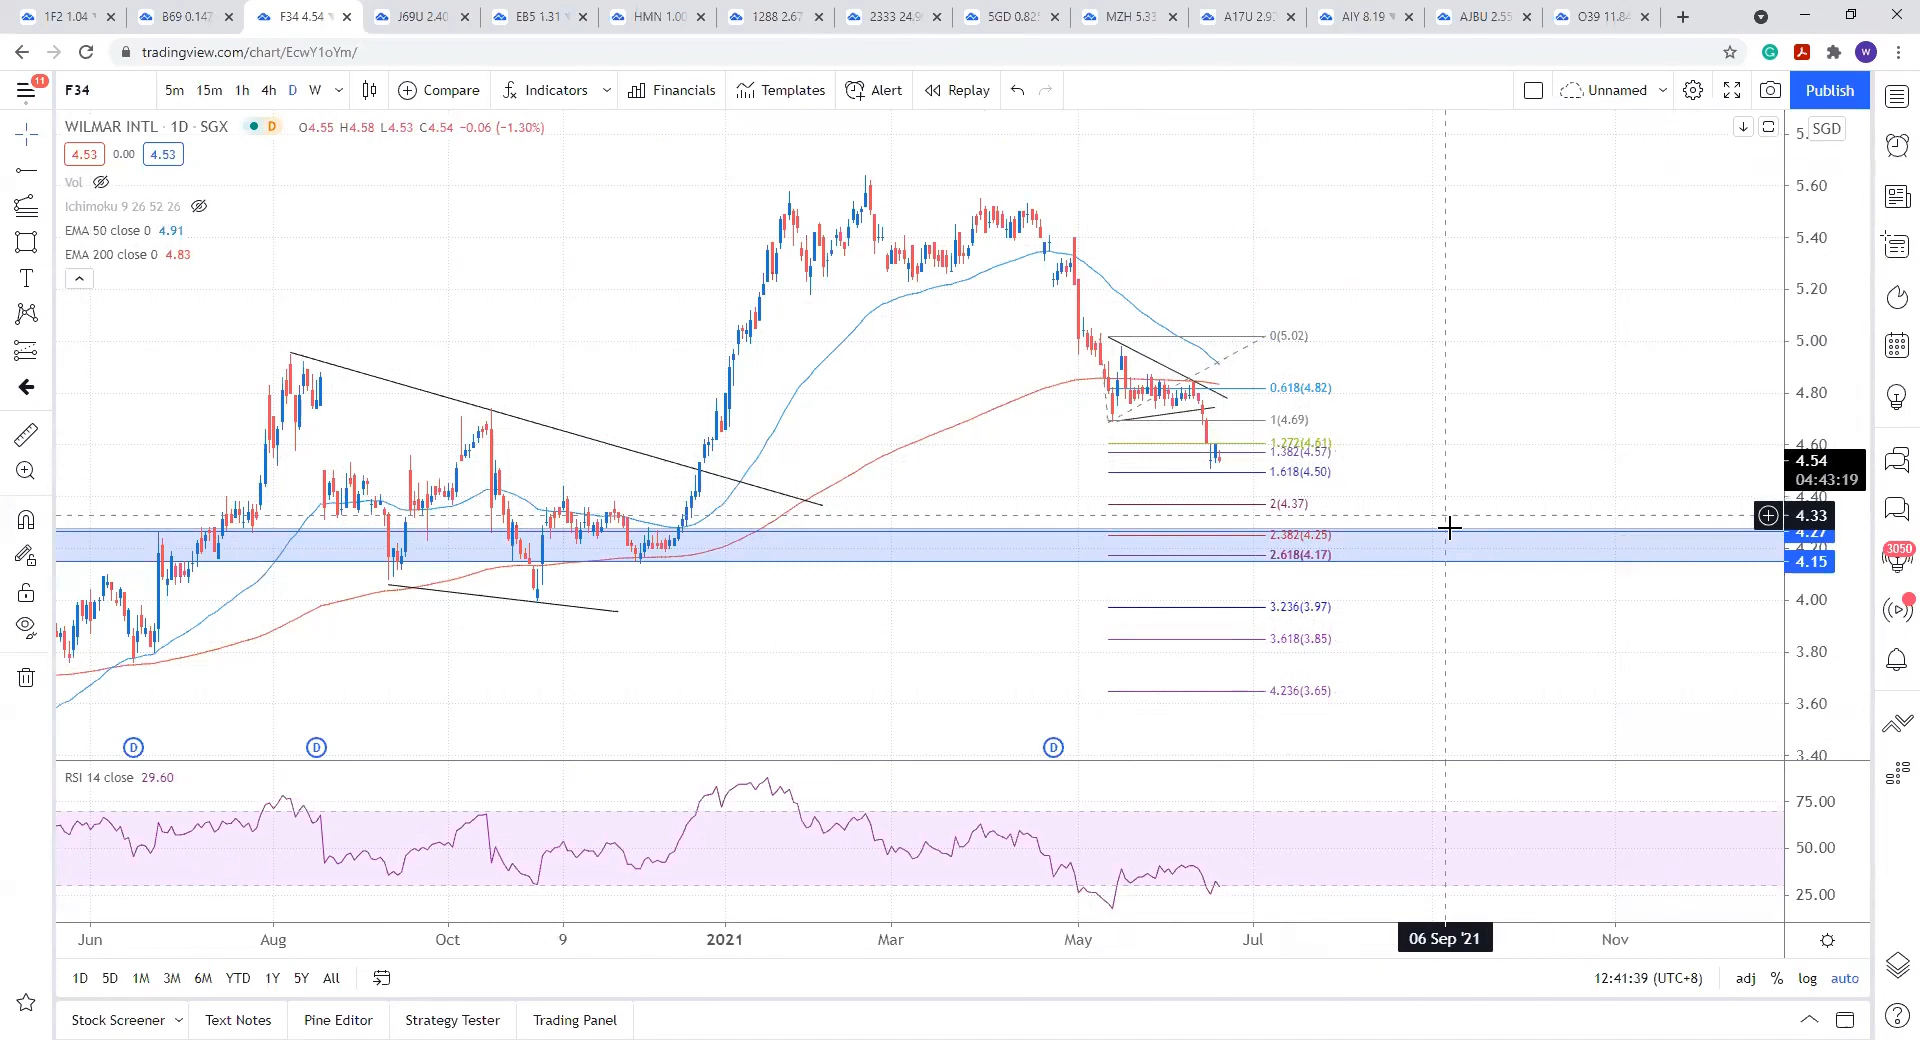 1F2 1.04
B69 0.147
F34 4.54
J69U 2.40
EB5 1.31
HMN 1.00
1288 2.67
2333 24.9
5GD 0.82
MZH 5.33
A17U 2.9
AIY 8.19
AJBU 2.55
O39 11.84
tradingview.com/chart/EcwY1oYm/
W
11
F34
5m
15m
1h
4h
D
W
Compare
Indicators
Financials
Templates
Alert
Replay
Unnamed
Publish
WILMAR INTL · 1D · SGX
D
O4.55 H4.58 L4.53 C4.54 −0.06 (−1.30%)
SGD
4.53
0.00
4.53
Vol
Ichimoku 9 26 52 26
EMA 50 close 0 4.91
EMA 200 close 0 4.83
5.60
5.40
5.20
5.00
4.80
4.60
4.54
04:43:19
4.40
4.33
4.27
4.20
4.15
4.00
3.80
3.60
3.40
0(5.02)
0.618(4.82)
1(4.69)
1.272(4.61)
1.382(4.57)
1.618(4.50)
2(4.37)
2.382(4.25)
2.618(4.17)
3.236(3.97)
3.618(3.85)
4.236(3.65)
3050
D
D
D
RSI 14 close 29.60
75.00
50.00
25.00
Jun
Aug
Oct
9
2021
Mar
May
Jul
06 Sep '21
Nov
1D
5D
1M
3M
6M
YTD
1Y
5Y
All
12:41:39 (UTC+8)
adj
%
log
auto
Stock Screener
Text Notes
Pine Editor
Strategy Tester
Trading Panel